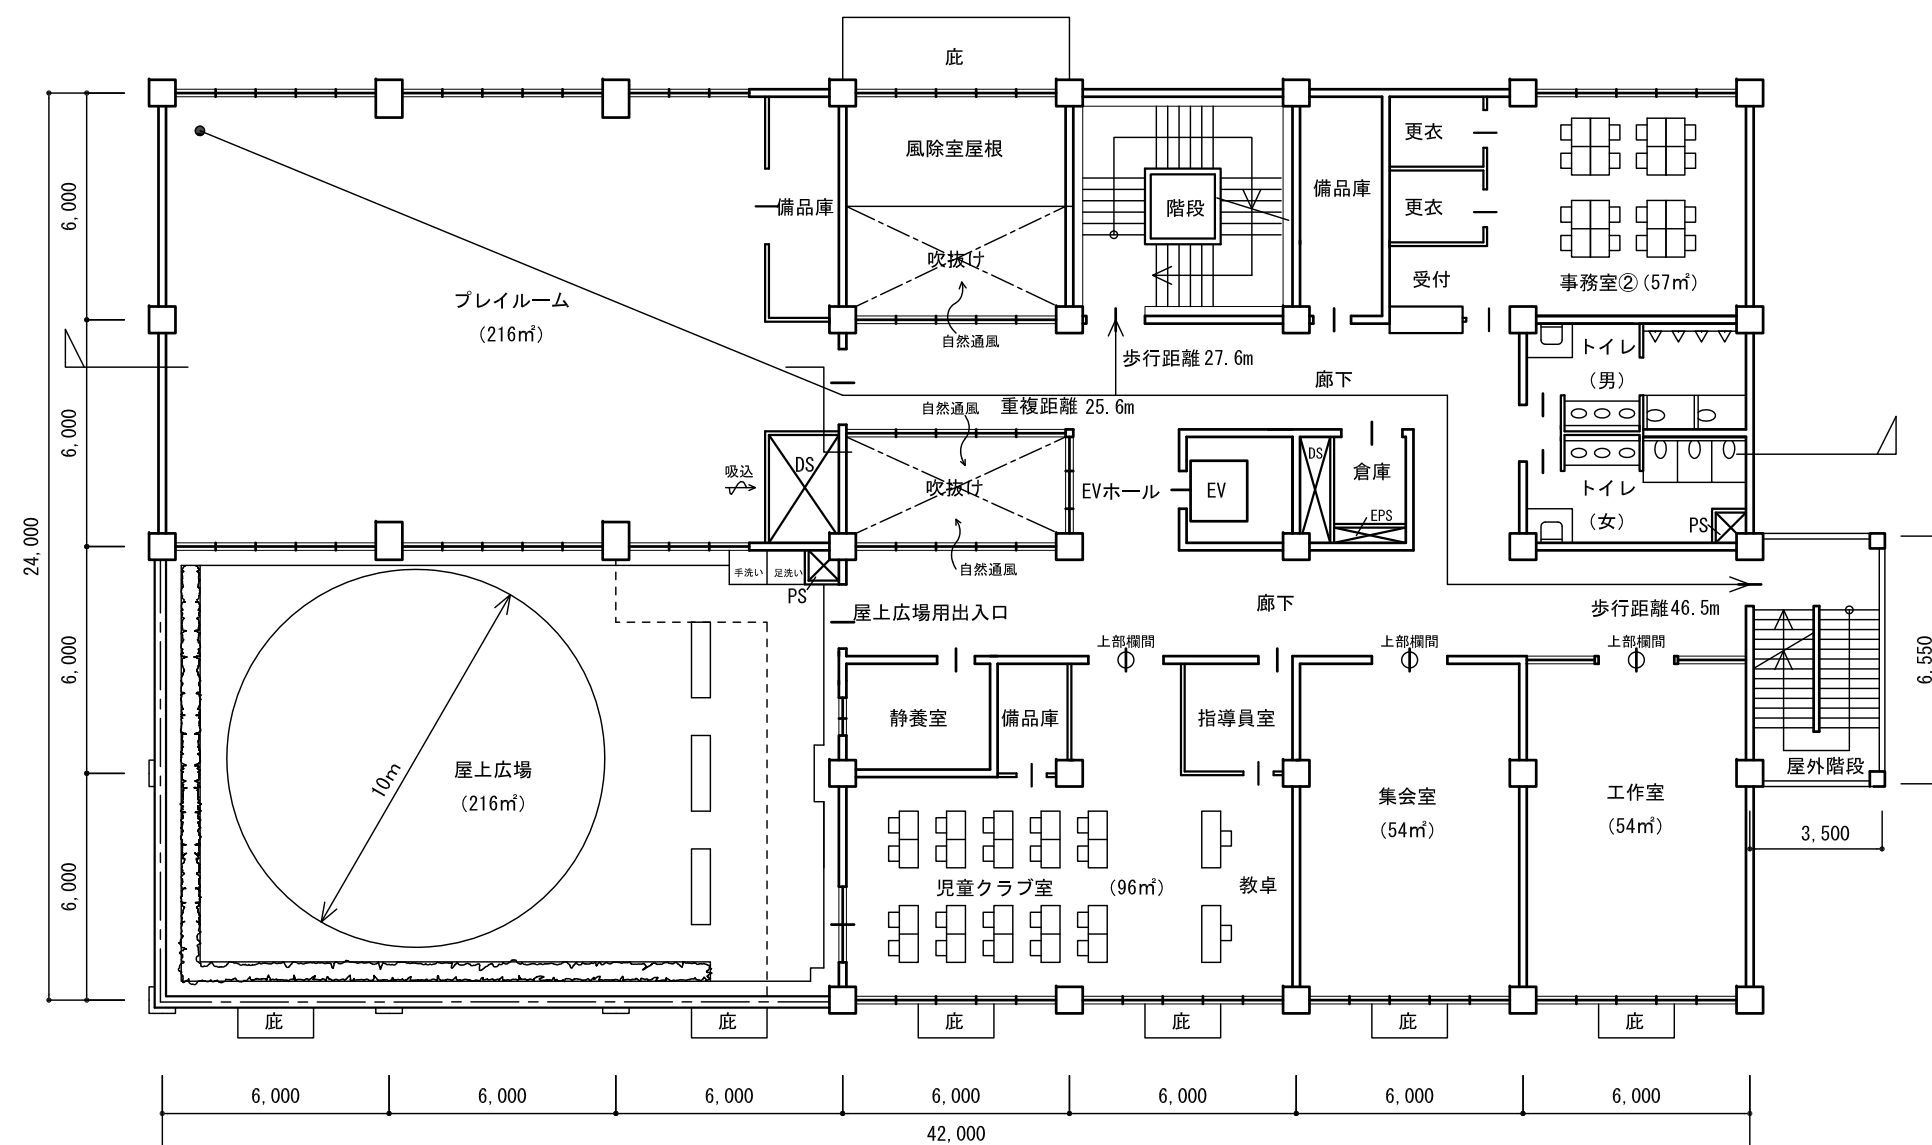 庇
風除室屋根
備品庫
吹抜け
自然通風
階段
備品庫
更衣
更衣
受付
事務室② (57㎡)
プレイルーム
(216㎡)
歩行距離 27.6m
廊下
トイレ
(男)
自然通風
重複距離 25.6m
吸込
DS
吹抜け
EVホール
EV
DS
倉庫
EPS
トイレ
(女)
PS
自然通風
手洗い
足洗い
PS
屋上広場用出入口
廊下
歩行距離46.5m
上部欄間
上部欄間
上部欄間
静養室
備品庫
指導員室
屋外階段
10m
屋上広場
(216㎡)
集会室
(54㎡)
工作室
(54㎡)
児童クラブ室
(96㎡)
教卓
庇
庇
庇
庇
庇
庇
6,000
6,000
6,000
6,000
24,000
6,550
3,500
6,000
6,000
6,000
6,000
6,000
6,000
6,000
42,000